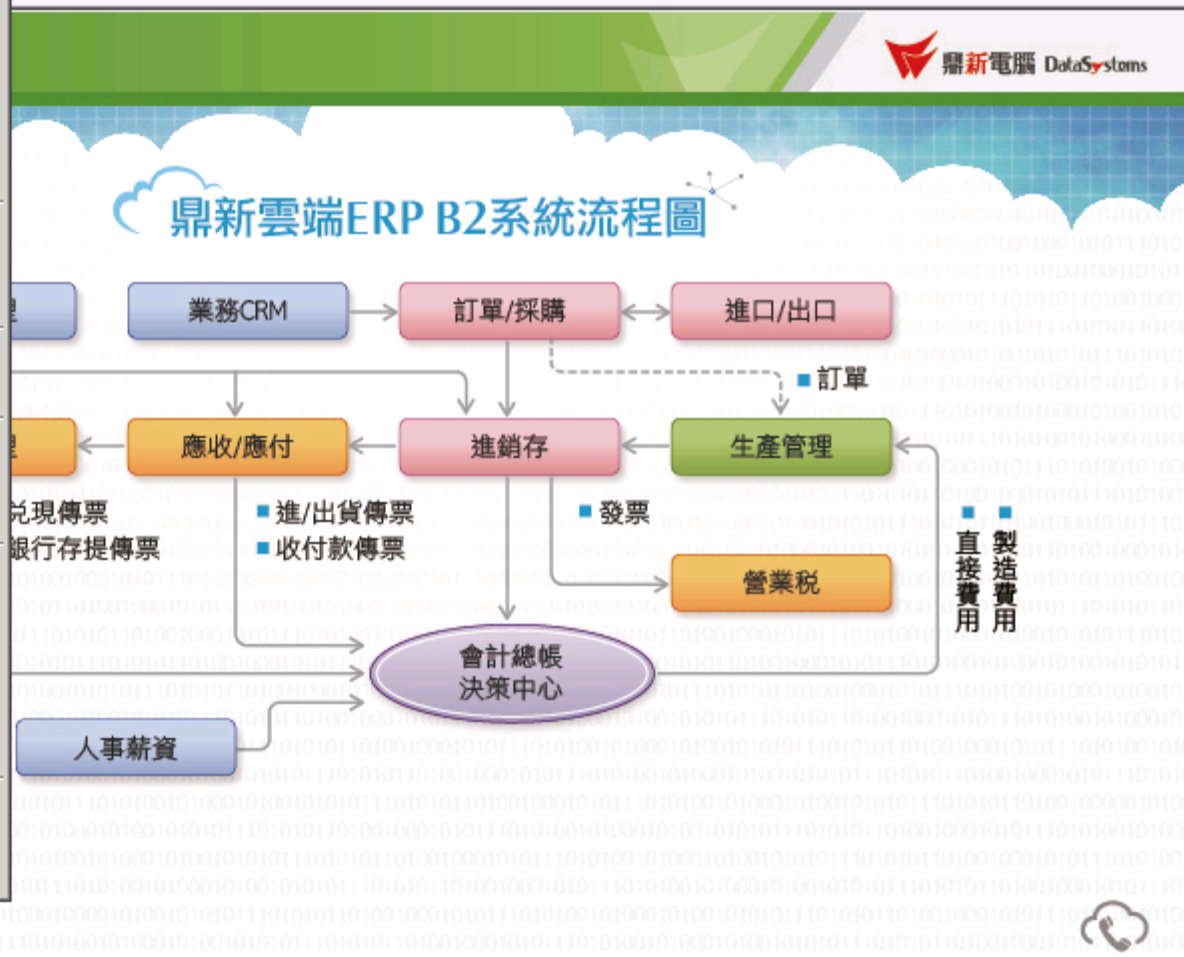 鼎新電腦 DataSystems
鼎新雲端ERP B2系統流程圖
業務CRM
訂單/採購
進口/出口
訂單
應收/應付
進銷存
生產管理
兌現傳票
銀行存提傳票
進/出貨傳票
收付款傳票
發票
直接費用
製造費用
營業税
會計總帳
決策中心
人事薪資